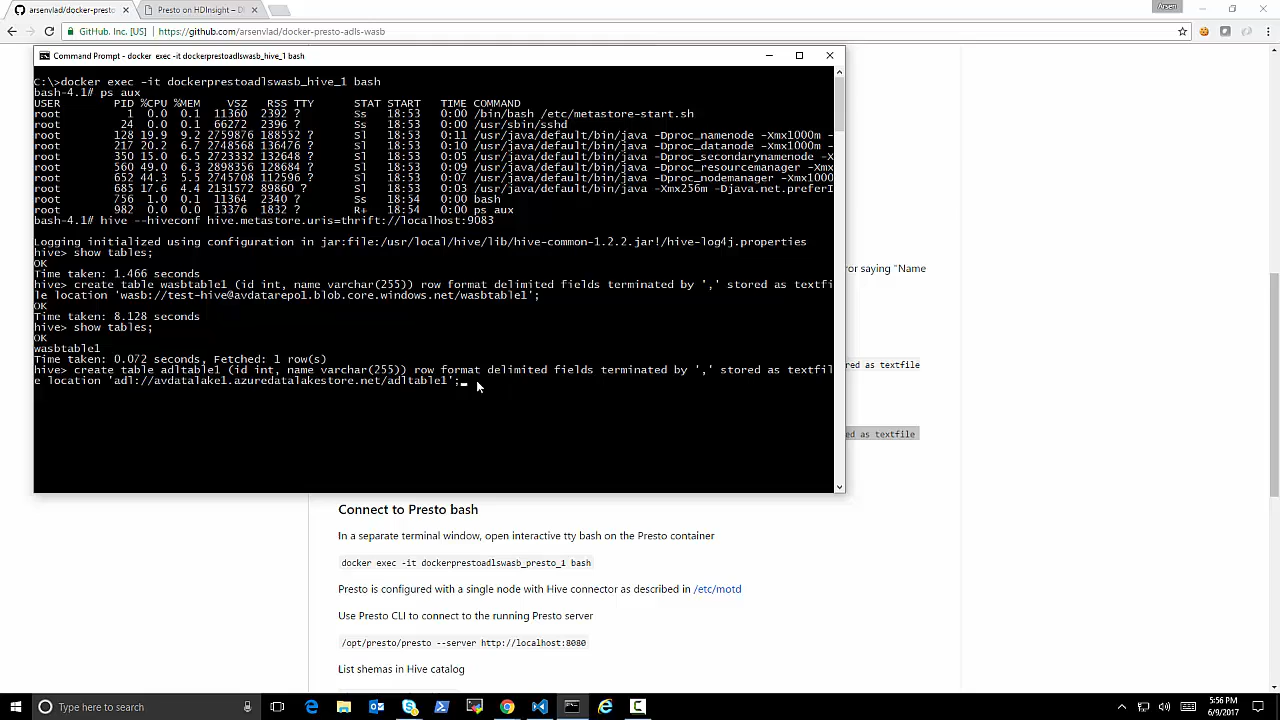 arsenvlad/docker-presto
Presto on HDInsight – D
Arsen
GitHub, Inc. [US]
https://github.com/arsenvlad/docker-presto-adls-wasb
Command Prompt - docker exec -it dockerprestoadlswasb_hive_1 bash
C:\>docker exec -it dockerprestoadlswasb_hive_1 bash
bash-4.1# ps aux
USER PID %CPU %MEM VSZ RSS TTY STAT START TIME COMMAND
root 1 0.0 0.1 11360 2392 ? Ss 18:53 0:00 /bin/bash /etc/metastore-start.sh
root 24 0.0 0.1 66272 2396 ? Ss 18:53 0:00 /usr/sbin/sshd
root 128 19.9 9.2 2759876 188552 ? Sl 18:53 0:11 /usr/java/default/bin/java -Dproc_namenode -Xmx1000m -
root 217 20.2 6.7 2748568 136476 ? Sl 18:53 0:10 /usr/java/default/bin/java -Dproc_datanode -Xmx1000m -
root 350 15.0 6.5 2723332 132648 ? Sl 18:53 0:05 /usr/java/default/bin/java -Dproc_secondarynamenode -X
root 560 49.0 6.3 2898356 128684 ? Sl 18:53 0:09 /usr/java/default/bin/java -Dproc_resourcemanager -Xmx
root 652 44.3 5.5 2745708 112596 ? Sl 18:53 0:07 /usr/java/default/bin/java -Dproc_nodemanager -Xmx1000
root 685 17.6 4.4 2131572 89860 ? Sl 18:53 0:03 /usr/java/default/bin/java -Xmx256m -Djava.net.preferI
root 756 1.0 0.1 11364 2340 ? Ss 18:54 0:00 bash
root 982 0.0 0.0 13376 1832 ? R+ 18:54 0:00 ps aux
bash-4.1# hive --hiveconf hive.metastore.uris=thrift://localhost:9083
Logging initialized using configuration in jar:file:/usr/local/hive/lib/hive-common-1.2.2.jar!/hive-log4j.properties
hive> show tables;
OK
Time taken: 1.466 seconds
hive> create table wasbtable1 (id int, name varchar(255)) row format delimited fields terminated by ',' stored as textfi
le location 'wasb://test-hive@avdatarepo1.blob.core.windows.net/wasbtable1';
OK
Time taken: 8.128 seconds
hive> show tables;
OK
wasbtable1
Time taken: 0.072 seconds, Fetched: 1 row(s)
hive> create table adltable1 (id int, name varchar(255)) row format delimited fields terminated by ',' stored as textfil
e location 'adl://avdatalake1.azuredatalakestore.net/adltable1';
ror saying "Name
red as textfile
ed as textfile
Connect to Presto bash
In a separate terminal window, open interactive tty bash on the Presto container
docker exec -it dockerprestoadlswasb_presto_1 bash
Presto is configured with a single node with Hive connector as described in /etc/motd
Use Presto CLI to connect to the running Presto server
/opt/presto/presto --server http://localhost:8080
List shemas in Hive catalog
Type here to search
5:56 PM
6/9/2017